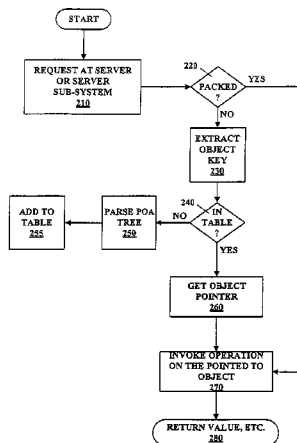 START
REQUEST AT SERVER
OR SERVER
SUB-SYSTEM
210
220
PACKED
?
YES
NO
EXTRACT
OBJECT
KEY
230
240
IN
TABLE
?
NO
YES
PARSE POA
TREE
250
ADD TO
TABLE
255
GET OBJECT
POINTER
260
INVOKE OPERATION
ON THE POINTED TO
OBJECT
270
RETURN VALUE, ETC.
280